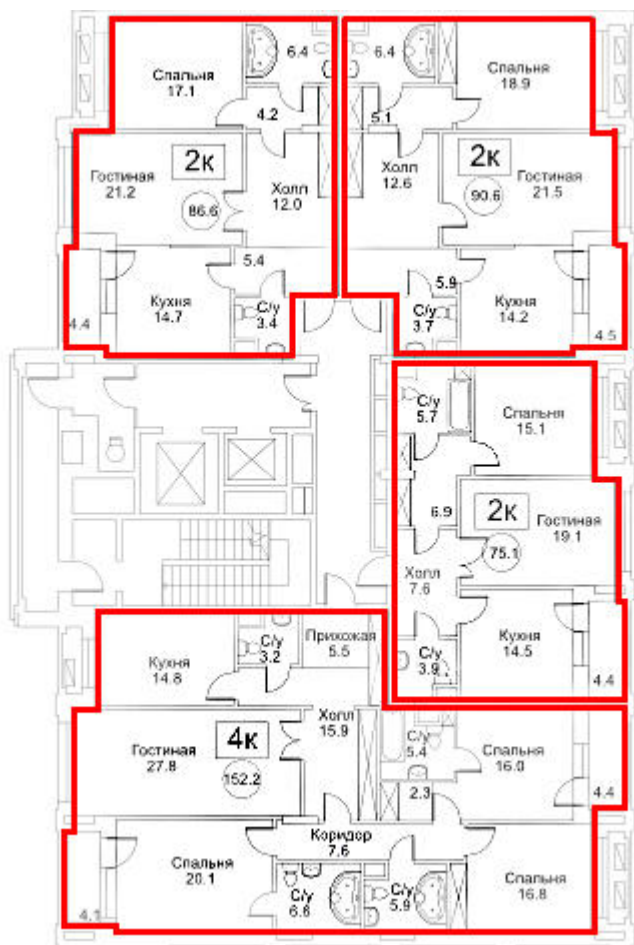 Спальня
17.1
6.4
4.2
Гостиная
21.2
2к
86.6
Холл
12.0
5.4
Кухня
14.7
С/у
3.4
4.4
6.4
5.1
Спальня
18.9
Холл
12.6
2к
90.6
Гостиная
21.5
5.9
С/у
3.7
Кухня
14.2
4.5
С/у
5.7
Спальня
15.1
6.9
2к
75.1
Гостиная
19.1
Холл
7.6
С/у
3.9
Кухня
14.5
4.4
Кухня
14.8
С/у
3.2
Прихожая
5.5
Гостиная
27.8
4к
152.2
Холл
15.9
С/у
5.4
Спальня
16.0
4.4
2.3
Коридор
7.6
Спальня
20.1
4.1
С/у
6.6
С/у
5.9
Спальня
16.8